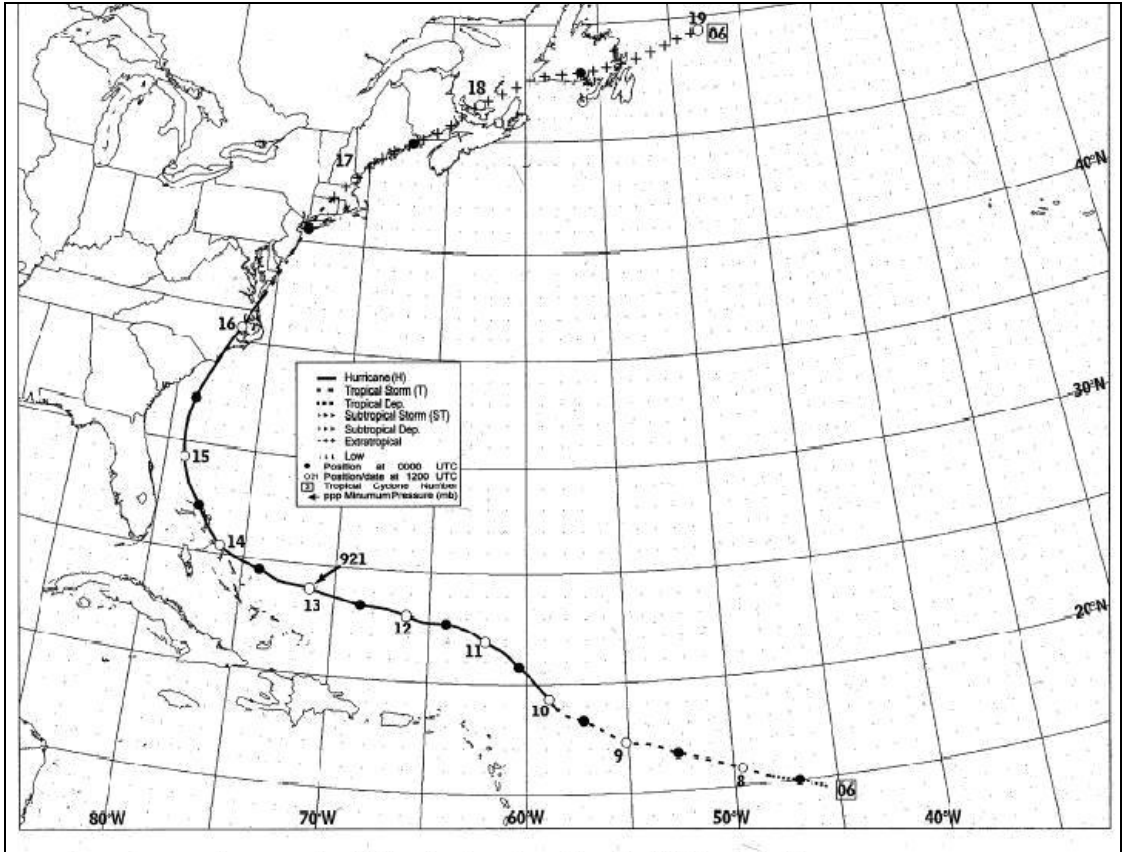 19
06
18
17
40°N
16
30°N
Hurricane (H)
Tropical Storm (T)
Tropical Dep.
Subtropical Storm (ST)
Subtropical Dep.
Extratropical
Low
Position at 0000 UTC
21 Position/date at 1200 UTC
Tropical Cyclone Number
ppp Minumum Pressure (mb)
15
14
921
13
20°N
12
11
10
9
8
06
80°W
70°W
60°W
50°W
40°W